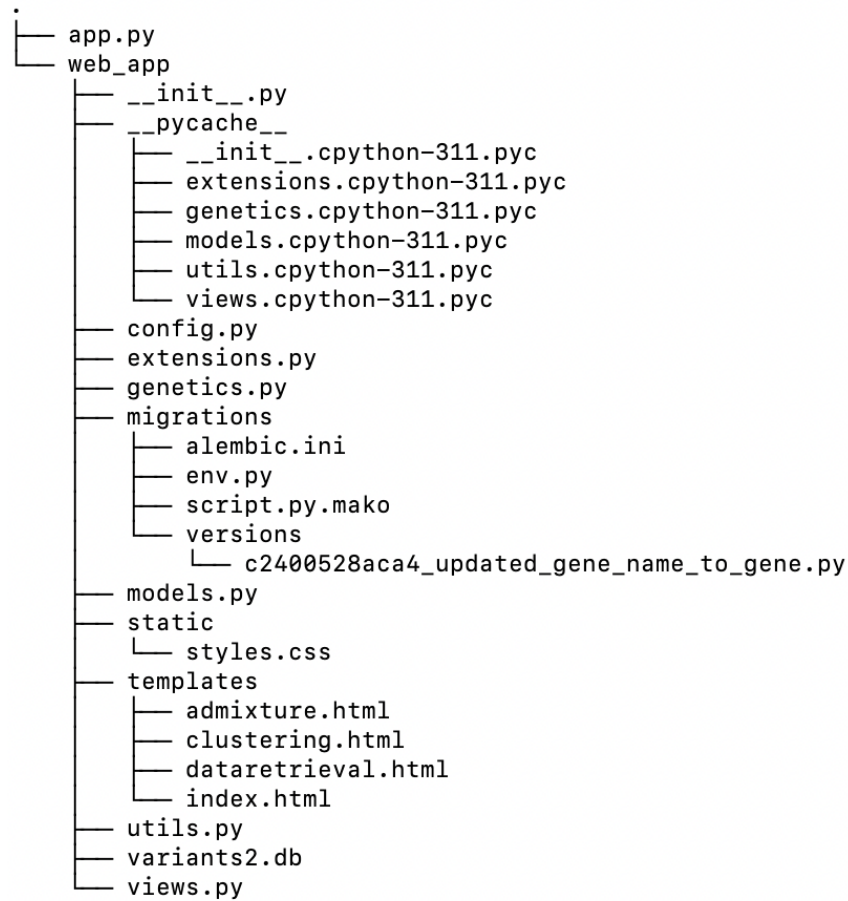 .
├── app.py
└── web_app
    ├── __init__.py
    ├── __pycache__
    │   ├── __init__.cpython-311.pyc
    │   ├── extensions.cpython-311.pyc
    │   ├── genetics.cpython-311.pyc
    │   ├── models.cpython-311.pyc
    │   ├── utils.cpython-311.pyc
    │   └── views.cpython-311.pyc
    ├── config.py
    ├── extensions.py
    ├── genetics.py
    ├── migrations
    │   ├── alembic.ini
    │   ├── env.py
    │   ├── script.py.mako
    │   └── versions
    │       └── c2400528aca4_updated_gene_name_to_gene.py
    ├── models.py
    ├── static
    │   └── styles.css
    ├── templates
    │   ├── admixture.html
    │   ├── clustering.html
    │   ├── dataretrieval.html
    │   └── index.html
    ├── utils.py
    ├── variants2.db
    └── views.py